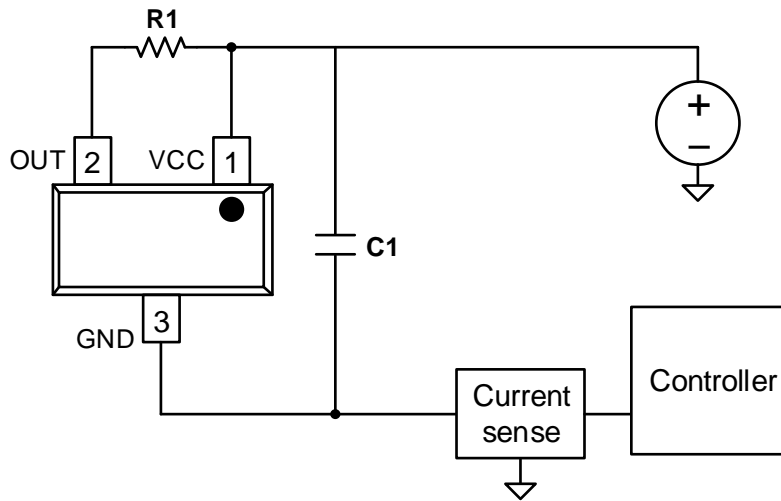 R1
+
−
OUT 2 VCC 1
C1
3
GND
Current
sense
Controller